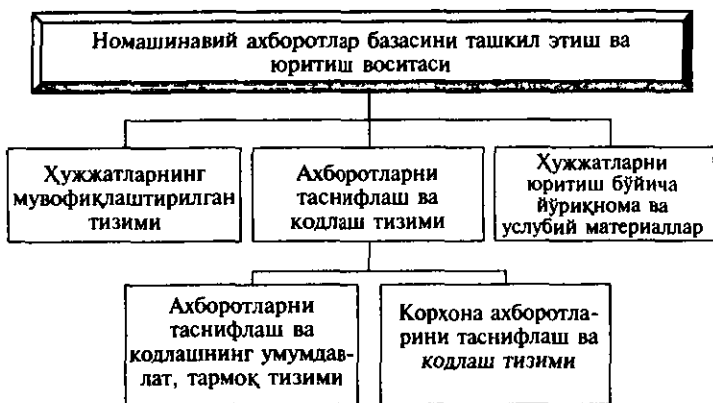 Номашинавий ахборотлар базасини ташкил этиш ва
юритиш воситаси
Ҳужжатларнинг
мувофиқлаштирилган
тизими
Ахборотларни
таснифлаш ва
кодлаш тизими
Ҳужжатларни
юритиш бўйича
йўриқнома ва
услубий материаллар
Ахборотларни
таснифлаш ва
кодлашнинг умумдав-
лат, тармоқ тизими
Корхона ахборотла-
рини таснифлаш ва
кодлаш тизими